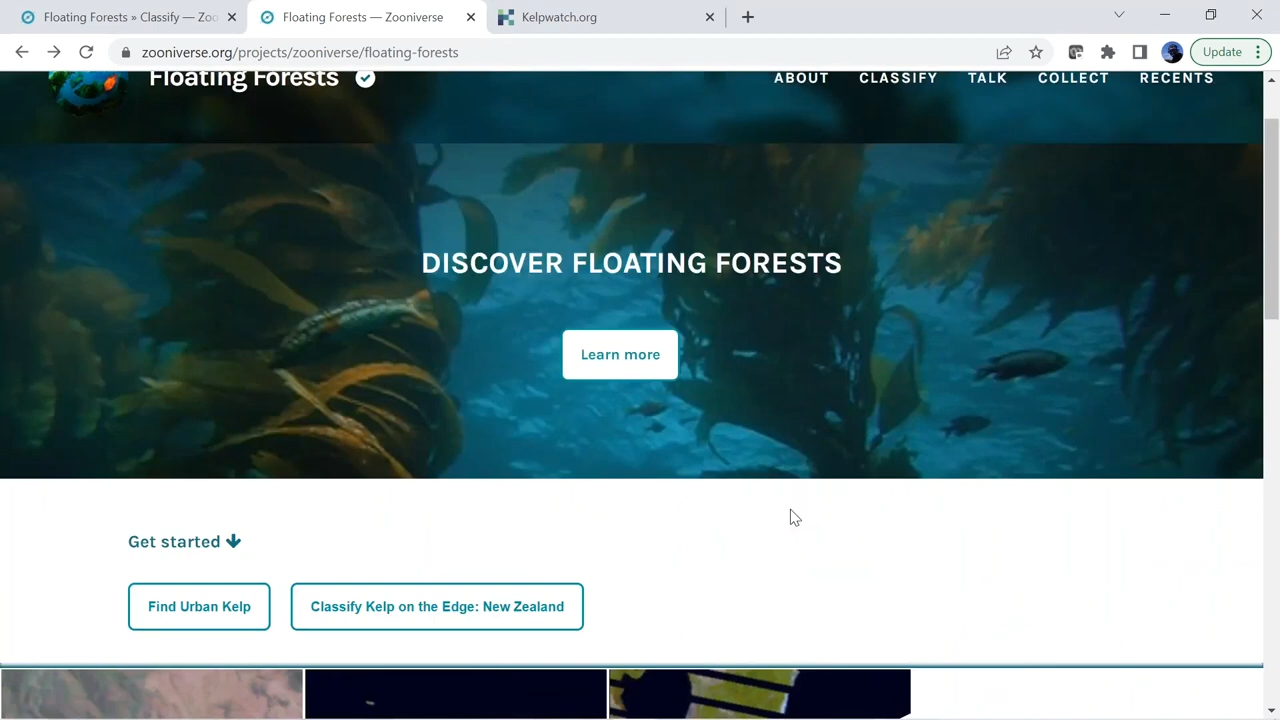 Floating Forests » Classify — Zoo
Floating Forests — Zooniverse
Kelpwatch.org
zooniverse.org/projects/zooniverse/floating-forests
Update
Floating Forests
ABOUT CLASSIFY TALK COLLECT RECENTS
DISCOVER FLOATING FORESTS
Learn more
Get started
Find Urban Kelp
Classify Kelp on the Edge: New Zealand